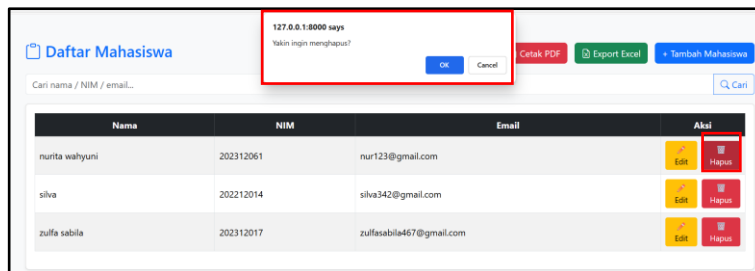 127.0.0.1:8000 says
Yakin ingin menghapus?
OK Cancel
Daftar Mahasiswa
Cetak PDF Export Excel + Tambah Mahasiswa
Cari nama / NIM / email... Cari
Nama NIM Email Aksi
nurita wahyuni 202312061 nur123@gmail.com Edit Hapus
silva 202212014 silva342@gmail.com Edit Hapus
zulfa sabila 202312017 zulfasabila467@gmail.com Edit Hapus